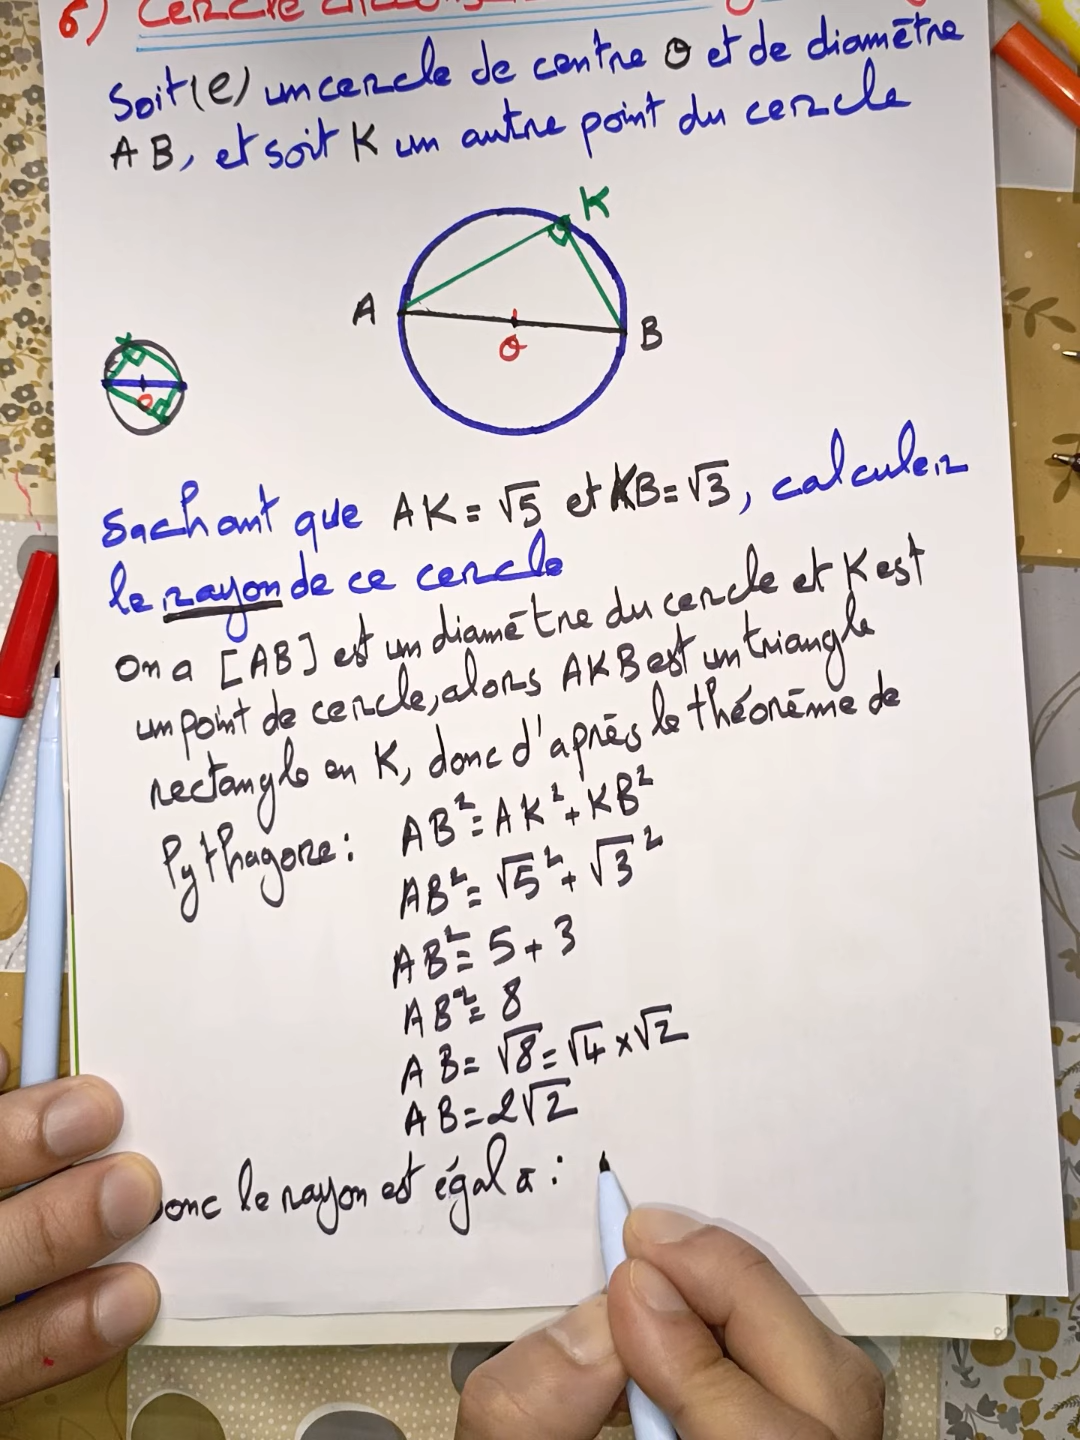 6) Cercle
Soit (C) un cercle de centre O et de diamètre
AB, et soit K un autre point du cercle
K
A
B
O
Sachant que AK = √5 et KB = √3, calculer
le rayon de ce cercle
On a [AB] est un diamètre du cercle et K est
un point de cercle, alors AKB est un triangle
rectangle en K, donc d'après le théorème de
Pythagore : AB² = AK² + KB²
AB² = √5² + √3²
AB² = 5 + 3
AB² = 8
AB = √8 = √4 × √2
AB = 2√2
Donc le rayon est égal à :